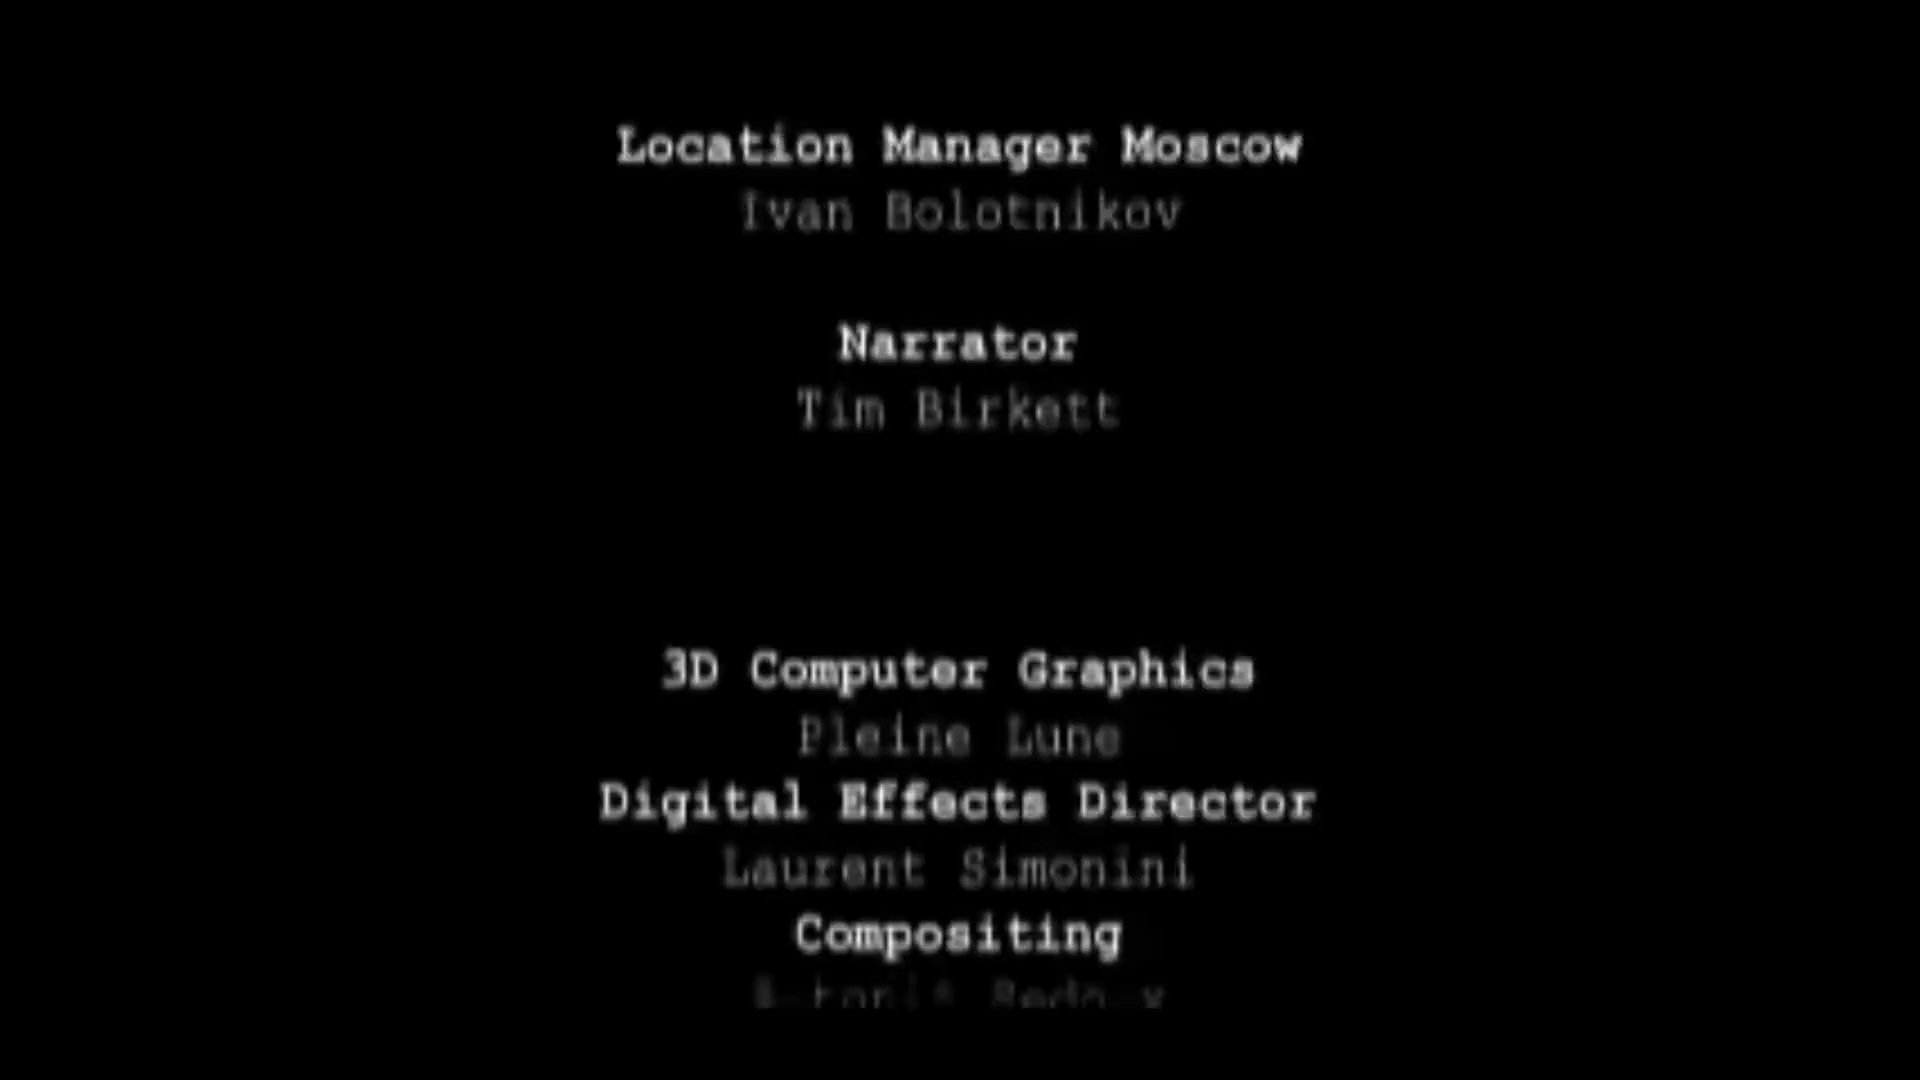 Location Manager Moscow
Ivan Bolotnikov
Narrator
Tim Birkett
3D Computer Graphics
Pleine Lune
Digital Effects Director
Laurent Simonini
Compositing